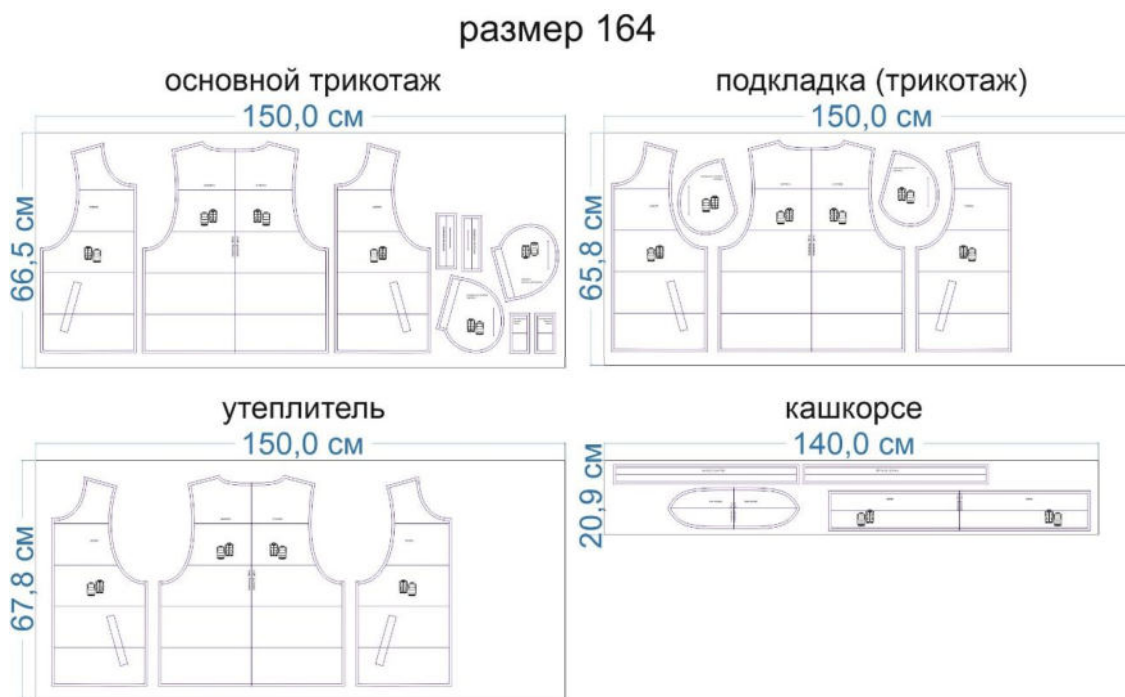 размер 164
основной трикотаж
150,0 см
66,5 см
подкладка (трикотаж)
150,0 см
65,8 см
утеплитель
150,0 см
67,8 см
кашкорсе
140,0 см
20,9 см